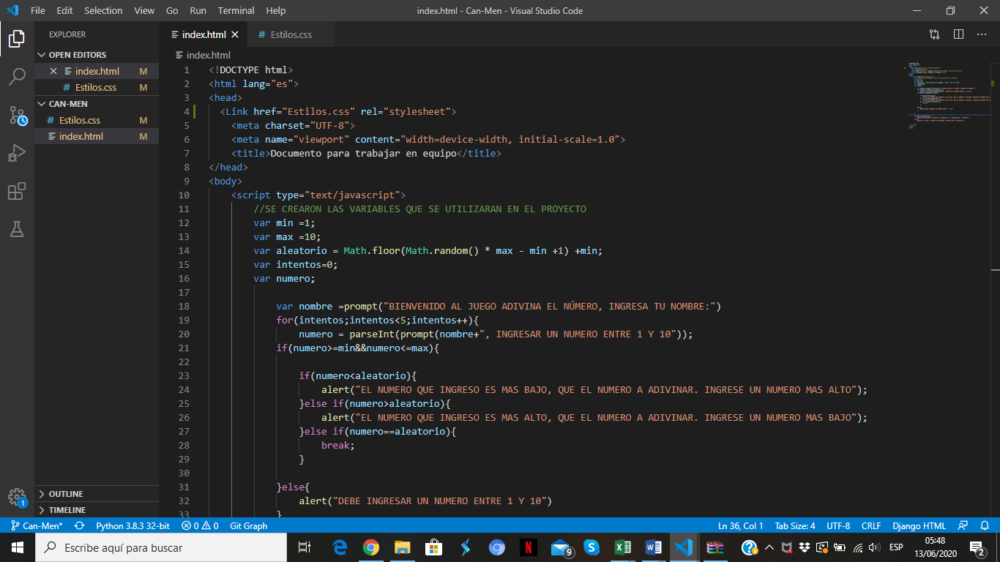 File Edit Selection View Go Run Terminal Help index.html - Can-Men - Visual Studio Code
EXPLORER
OPEN EDITORS
index.html M
Estilos.css M
CAN-MEN
Estilos.css M
index.html M
OUTLINE
TIMELINE
index.html Estilos.css
index.html
1 <!DOCTYPE html>
2 <html lang="es">
3 <head>
4 <Link href="Estilos.css" rel="stylesheet">
5 <meta charset="UTF-8">
6 <meta name="viewport" content="width=device-width, initial-scale=1.0">
7 <title>Documento para trabajar en equipo</title>
8 </head>
9 <body>
10 <script type="text/javascript">
11 //SE CREARON LAS VARIABLES QUE SE UTILIZARAN EN EL PROYECTO
12 var min =1;
13 var max =10;
14 var aleatorio = Math.floor(Math.random() * max - min +1) +min;
15 var intentos=0;
16 var numero;
17
18 var nombre =prompt("BIENVENIDO AL JUEGO ADIVINA EL NÚMERO, INGRESA TU NOMBRE:")
19 for(intentos;intentos<5;intentos++){
20 numero = parseInt(prompt(nombre+", INGRESAR UN NUMERO ENTRE 1 Y 10"));
21 if(numero>=min&&numero<=max){
22
23 if(numero<aleatorio){
24 alert("EL NUMERO QUE INGRESO ES MAS BAJO, QUE EL NUMERO A ADIVINAR. INGRESE UN NUMERO MAS ALTO");
25 }else if(numero>aleatorio){
26 alert("EL NUMERO QUE INGRESO ES MAS ALTO, QUE EL NUMERO A ADIVINAR. INGRESE UN NUMERO MAS BAJO");
27 }else if(numero==aleatorio){
28 break;
29 }
30
31 }else{
32 alert("DEBE INGRESAR UN NUMERO ENTRE 1 Y 10")
33 }
1
Can-Men* Python 3.8.3 32-bit 0 0 Git Graph Ln 36, Col 1 Tab Size: 4 UTF-8 CRLF Django HTML
Escribe aquí para buscar 9 ESP 05:48
13/06/2020 2